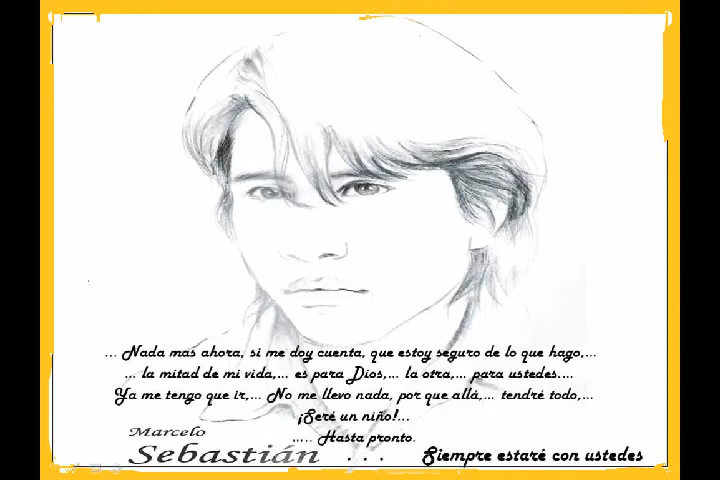 ... Nada mas ahora, si me doy cuenta, que estoy seguro de lo que hago,...
... la mitad de mi vida,... es para Dios,... la otra,... para ustedes....
Ya me tengo que ir,... No me llevo nada, por que allá,... tendré todo,...
¡Seré un niño!...
..... Hasta pronto.
Marcelo
Sebastián . . . Siempre estaré con ustedes